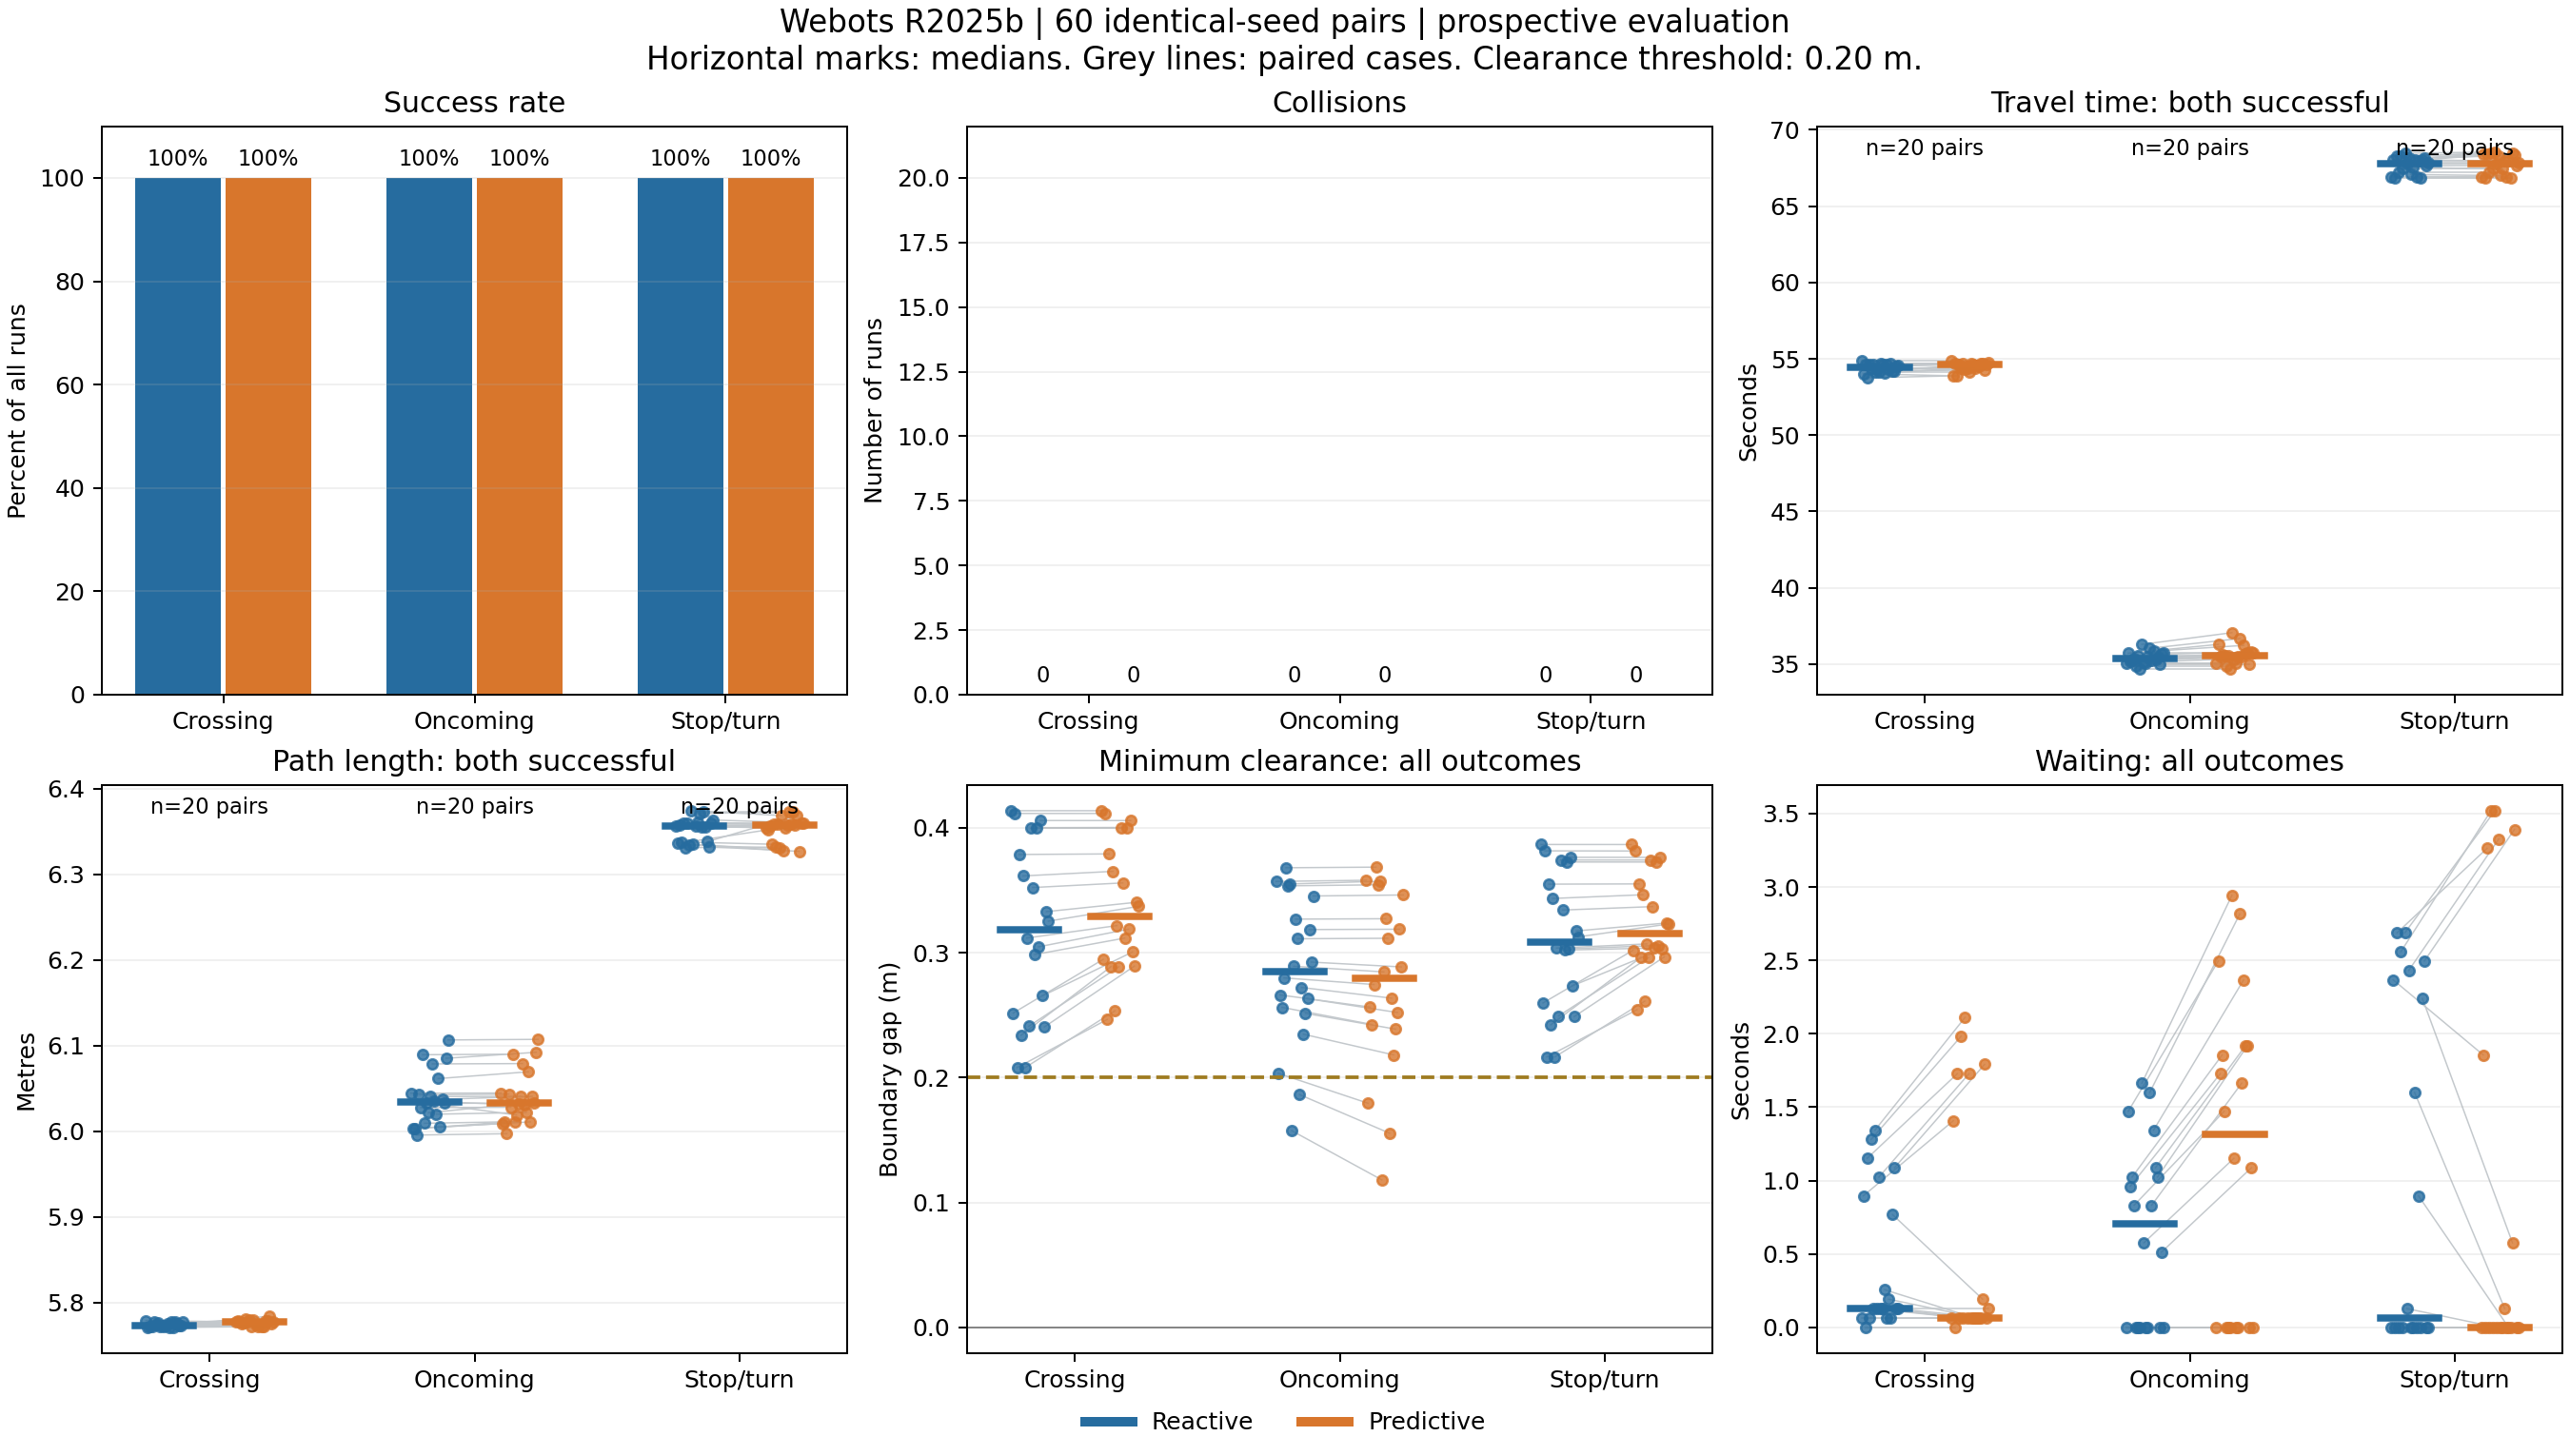 Webots R2025b | 60 identical-seed pairs | prospective evaluation
Horizontal marks: medians. Grey lines: paired cases. Clearance threshold: 0.20 m.
Success rate
Percent of all runs
100
80
60
40
20
0
100% 100% 100% 100% 100% 100%
Crossing Oncoming Stop/turn
Collisions
Number of runs
20.0
17.5
15.0
12.5
10.0
7.5
5.0
2.5
0.0
0 0 0 0 0 0
Crossing Oncoming Stop/turn
Travel time: both successful
Seconds
70
65
60
55
50
45
40
35
n=20 pairs n=20 pairs n=20 pairs
Crossing Oncoming Stop/turn
Path length: both successful
Metres
6.4
6.3
6.2
6.1
6.0
5.9
5.8
n=20 pairs n=20 pairs n=20 pairs
Crossing Oncoming Stop/turn
Minimum clearance: all outcomes
Boundary gap (m)
0.4
0.3
0.2
0.1
0.0
Crossing Oncoming Stop/turn
Waiting: all outcomes
Seconds
3.5
3.0
2.5
2.0
1.5
1.0
0.5
0.0
Crossing Oncoming Stop/turn
Reactive Predictive